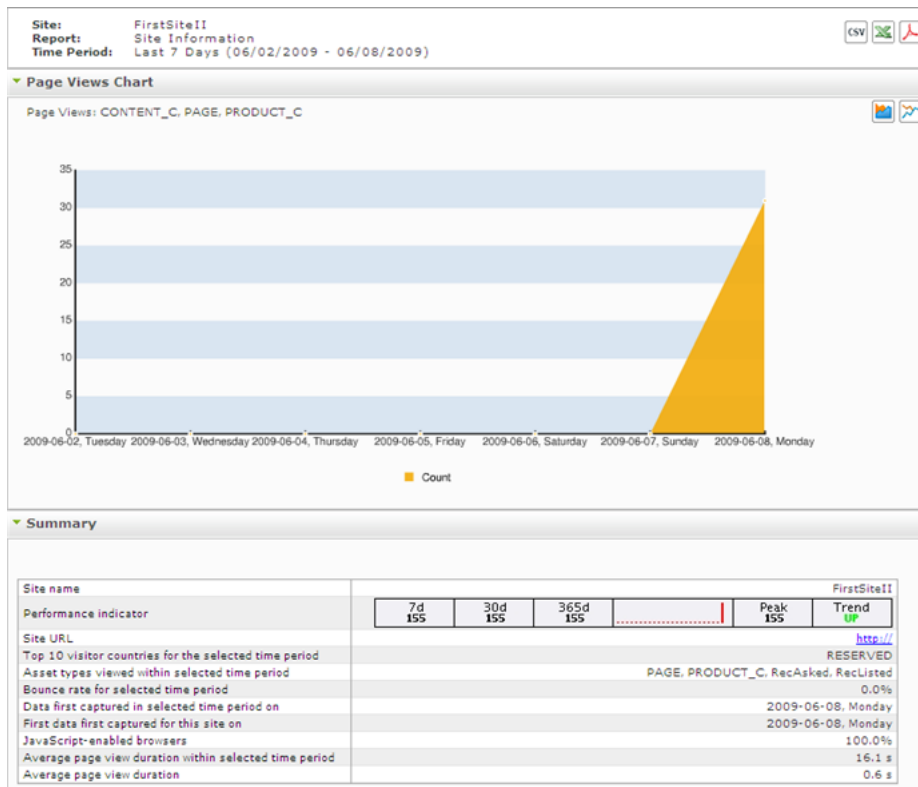 Site: FirstSiteII
Report: Site Information
Time Period: Last 7 Days (06/02/2009 - 06/08/2009)
CSV
Page Views Chart
Page Views: CONTENT_C, PAGE, PRODUCT_C
35
30
25
20
15
10
5
0
2009-06-02, Tuesday 2009-06-03, Wednesday 2009-06-04, Thursday 2009-06-05, Friday 2009-06-06, Saturday 2009-06-07, Sunday 2009-06-08, Monday
Count
Summary
Site name FirstSiteII
Performance indicator 7d 155 30d 155 365d 155 Peak 155 Trend UP
Site URL http://
Top 10 visitor countries for the selected time period RESERVED
Asset types viewed within selected time period PAGE, PRODUCT_C, RecAsked, RecListed
Bounce rate for selected time period 0.0%
Data first captured in selected time period on 2009-06-08, Monday
First data first captured for this site on 2009-06-08, Monday
JavaScript-enabled browsers 100.0%
Average page view duration within selected time period 16.1 s
Average page view duration 0.6 s